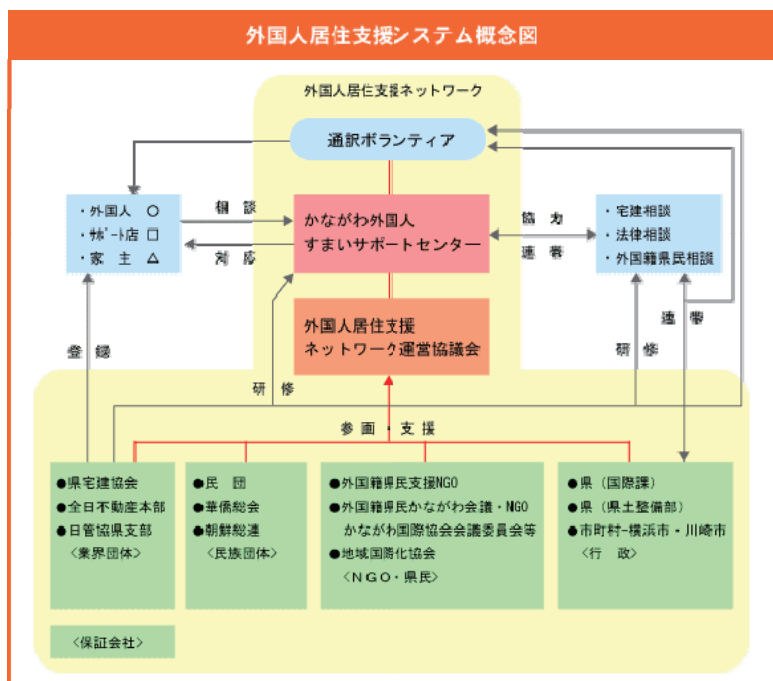 外国人居住支援システム概念図
外国人居住支援ネットワーク
通訳ボランティア
・外国人 ○
・ｻﾎﾟｰﾄ店 □
・家 主 △
相 談
対 応
かながわ外国人
すまいサポートセンター
協 力
連 帯
・宅建相談
・法律相談
・外国籍県民相談
外国人居住支援
ネットワーク運営協議会
登 録
研 修
連 帯
研 修
参 画 ・ 支 援
●県宅建協会
●全日不動産本部
●日管協県支部
〈業界団体〉
●民 団
●華僑総会
●朝鮮総連
〈民族団体〉
●外国籍県民支援NGO
●外国籍県民かながわ会議・NGO
かながわ国際協会会議委員会等
●地域国際化協会
〈ＮＧＯ・県民〉
●県（国際課）
●県（県土整備部）
●市町村-横浜市・川崎市
〈行 政〉
〈保証会社〉